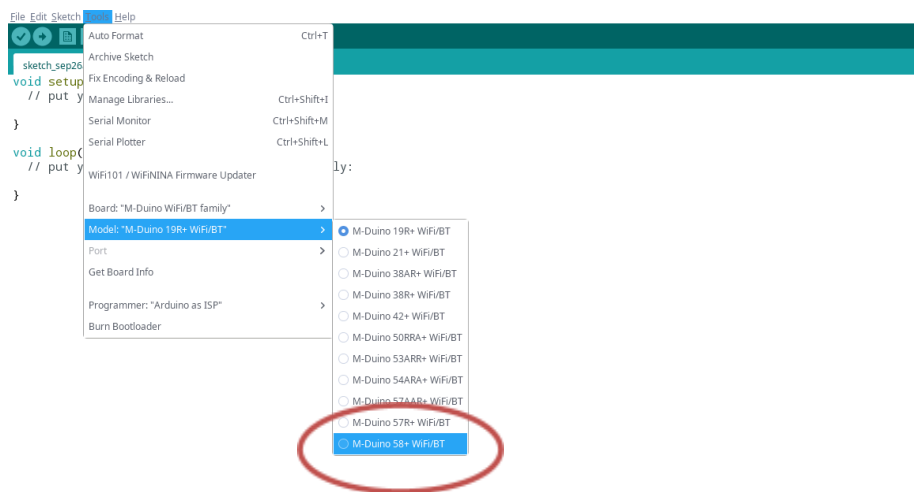 File Edit Sketch Tools Help
sketch_sep26
void setup
// put y
}
void loop(
// put y
ly:
}
Auto Format Ctrl+T
Archive Sketch
Fix Encoding & Reload
Manage Libraries... Ctrl+Shift+I
Serial Monitor Ctrl+Shift+M
Serial Plotter Ctrl+Shift+L
WiFi101 / WiFiNINA Firmware Updater
Board: "M-Duino WiFi/BT family"
Model: "M-Duino 19R+ WiFi/BT"
Port
Get Board Info
Programmer: "Arduino as ISP"
Burn Bootloader
M-Duino 19R+ WiFi/BT
M-Duino 21+ WiFi/BT
M-Duino 38AR+ WiFi/BT
M-Duino 38R+ WiFi/BT
M-Duino 42+ WiFi/BT
M-Duino 50RRA+ WiFi/BT
M-Duino 53ARR+ WiFi/BT
M-Duino 54ARA+ WiFi/BT
M-Duino 57AAR+ WiFi/BT
M-Duino 57R+ WiFi/BT
M-Duino 58+ WiFi/BT